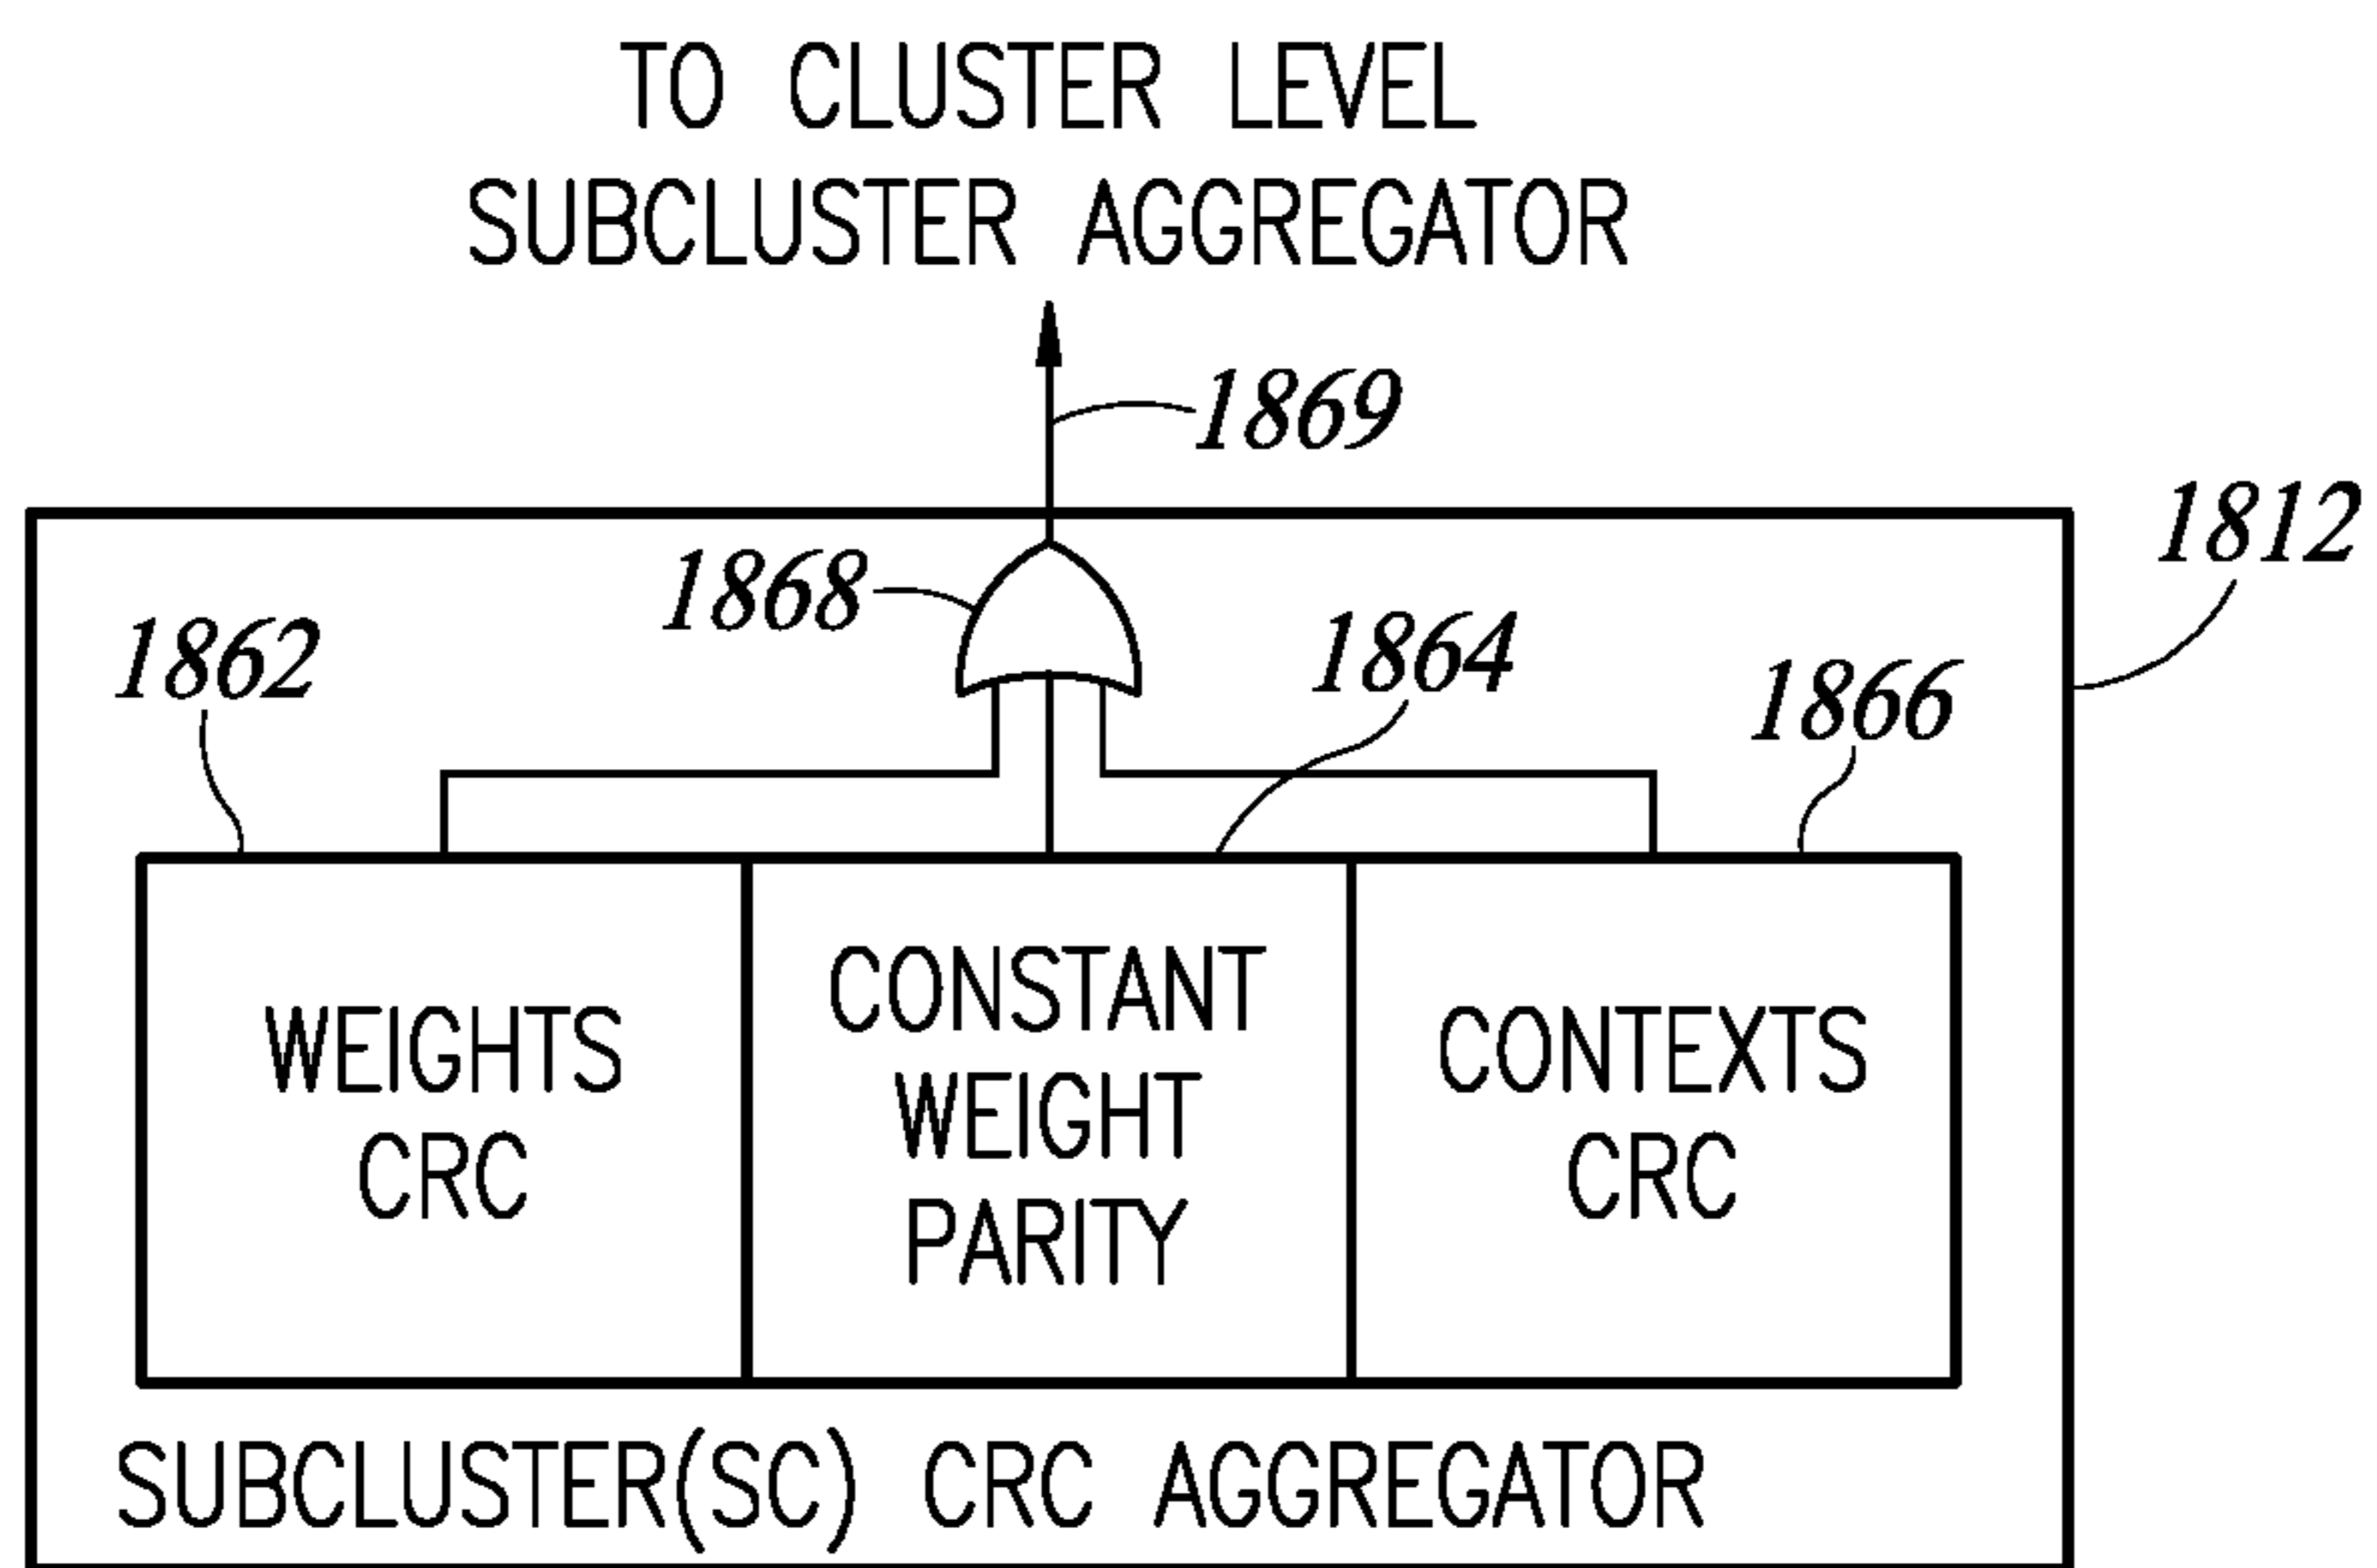 TO CLUSTER LEVEL
SUBCLUSTER AGGREGATOR
1869
1812
1868
1862
1864
1866
WEIGHTS
CRC
CONSTANT
WEIGHT
PARITY
CONTEXTS
CRC
SUBCLUSTER(SC) CRC AGGREGATOR